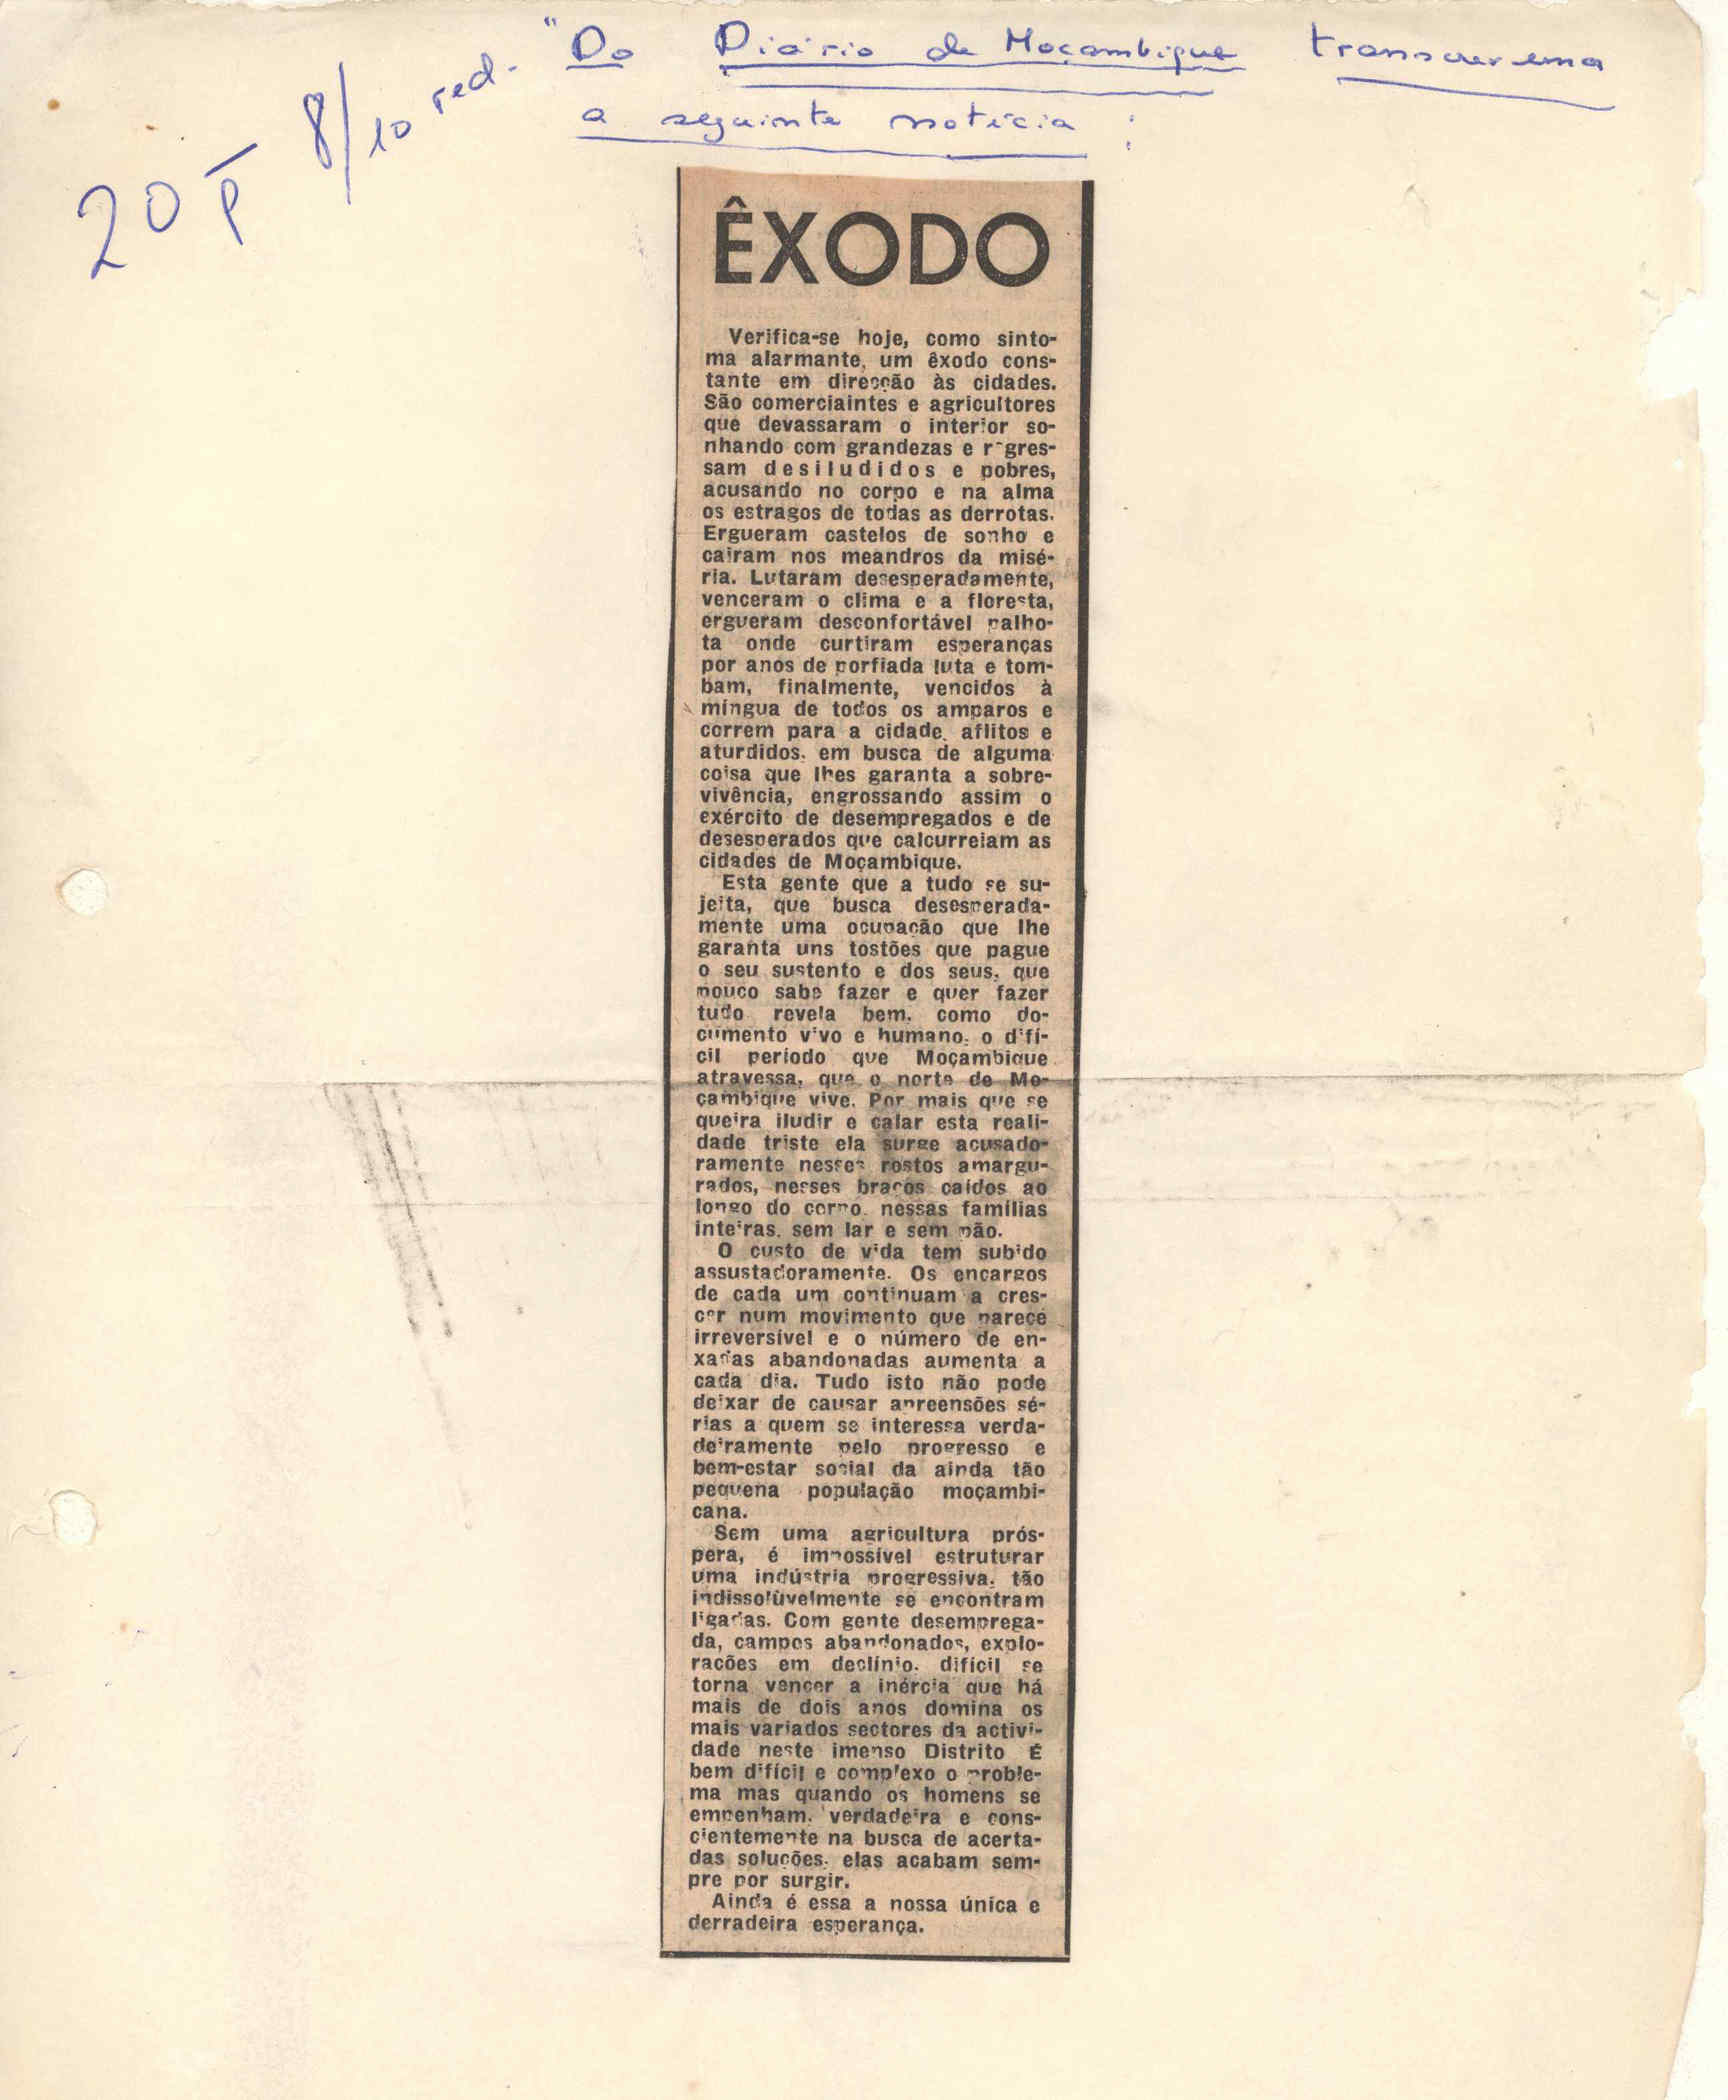 "Do Diário de Moçambique transcrevemos
a seguinte notícia :
8/10 red.
20 P
ÊXODO
Verifica-se hoje, como sinto-
ma alarmante, um êxodo cons-
tante em direcção às cidades.
São comerciaintes e agricultores
que devassaram o interior so-
nhando com grandezas e regres-
sam desiludidos e pobres,
acusando no corpo e na alma
os estragos de todas as derrotas.
Ergueram castelos de sonho e
caíram nos meandros da misé-
ria. Lutaram desesperadamente,
venceram o clima e a floresta,
ergueram desconfortável palho-
ta onde curtiram esperanças
por anos de porfiada luta e tom-
bam, finalmente, vencidos à
míngua de todos os amparos e
correm para a cidade, aflitos e
aturdidos, em busca de alguma
coisa que lhes garanta a sobre-
vivência, engrossando assim o
exército de desempregados e de
desesperados que calcurreiam as
cidades de Moçambique.
Esta gente que a tudo se su-
jeita, que busca desesperada-
mente uma ocupação que lhe
garanta uns tostões que pague
o seu sustento e dos seus, que
pouco sabe fazer e quer fazer
tudo revela bem, como do-
cumento vivo e humano, o difí-
cil período que Moçambique
atravessa, que o norte de Mo-
çambique vive. Por mais que se
queira iludir e calar esta reali-
dade triste ela surge acusado-
ramente nesses rostos amargu-
rados, nesses braços caídos ao
longo do corpo, nessas famílias
inteiras, sem lar e sem pão.
O custo de vida tem subido
assustadoramente. Os encargos
de cada um continuam a cres-
cer num movimento que parece
irreversível e o número de en-
xadas abandonadas aumenta a
cada dia. Tudo isto não pode
deixar de causar apreensões sé-
rias a quem se interessa verda-
deiramente pelo progresso e
bem-estar social da ainda tão
pequena população moçambi-
cana.
Sem uma agricultura prós-
pera, é impossível estruturar
uma indústria progressiva, tão
indissolùvelmente se encontram
ligadas. Com gente desemprega-
da, campos abandonados, explo-
rações em declínio, difícil se
torna vencer a inércia que há
mais de dois anos domina os
mais variados sectores da activi-
dade neste imenso Distrito É
bem difícil e complexo o proble-
ma mas quando os homens se
empenham, verdadeira e cons-
cientemente na busca de acerta-
das soluções, elas acabam sem-
pre por surgir.
Ainda é essa a nossa única e
derradeira esperança.